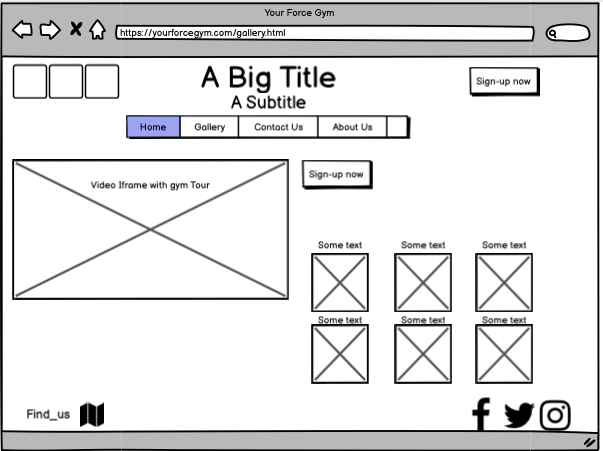 Your Force Gym
https://yourforcegym.com/gallery.html
A Big Title
Sign-up now
A Subtitle
Home Gallery Contact Us About Us
Video Iframe with gym Tour
Sign-up now
Some text Some text Some text
Some text Some text Some text
Find_us